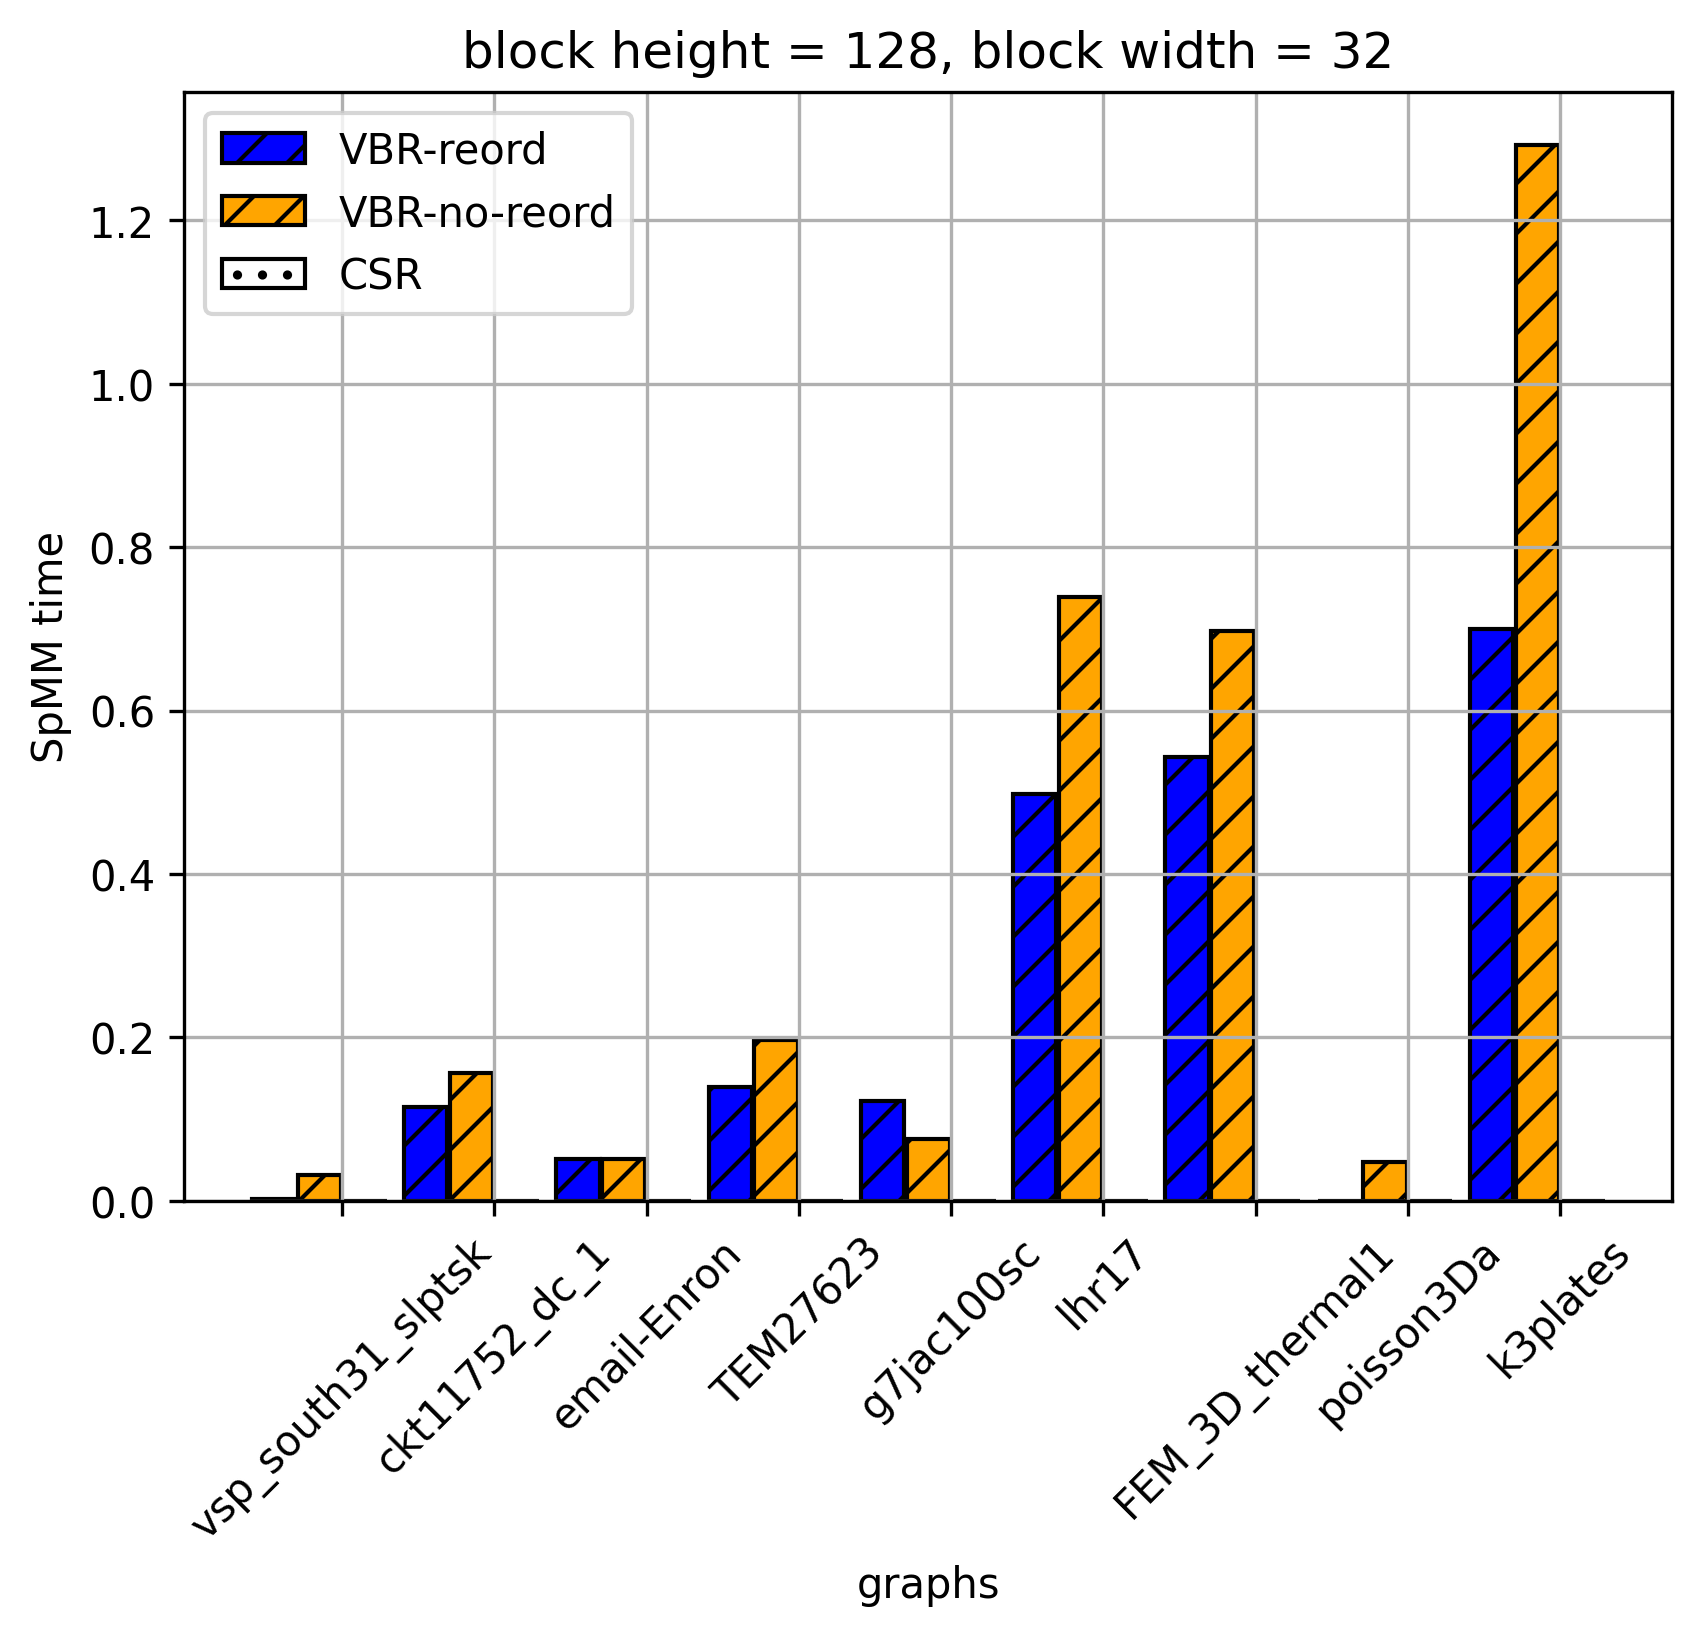 block height = 128, block width = 32
VBR-reord
VBR-no-reord
CSR
SpMM time
1.2
1.0
0.8
0.6
0.4
0.2
0.0
vsp_south31_slptsk
ckt11752_dc_1
email-Enron
TEM27623
g7jac100sc
lhr17
FEM_3D_thermal1
poisson3Da
k3plates
graphs